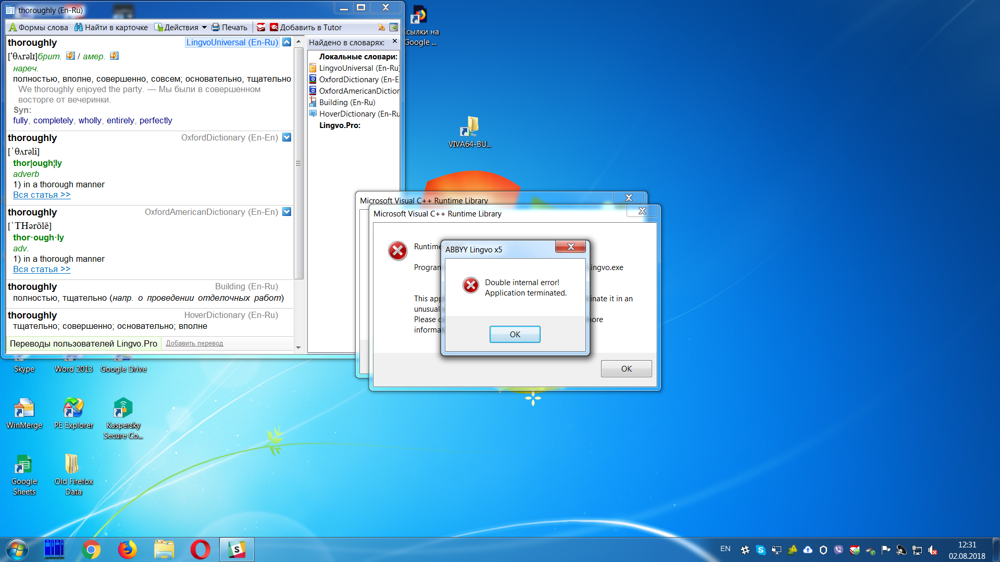 thoroughly (En-Ru)
Формы слова Найти в карточке Действия Печать Добавить в Tutor
thoroughly LingvoUniversal (En-Ru)
['θʌrəlɪ]брит. / амер.
нареч.
полностью, вполне, совершенно, совсем; основательно, тщательно
We thoroughly enjoyed the party. — Мы были в совершенном
восторге от вечеринки.
Syn:
fully, completely, wholly, entirely, perfectly
thoroughly OxfordDictionary (En-En)
[ˈθʌrəli]
thor|ough¦ly
adverb
1) in a thorough manner
Вся статья >>
thoroughly OxfordAmericanDictionary (En-En)
[ˈTHərōlē]
thor·ough·ly
adv.
1) in a thorough manner
Вся статья >>
thoroughly Building (En-Ru)
полностью, тщательно (напр. о проведении отделочных работ)
thoroughly HoverDictionary (En-Ru)
тщательно; совершенно; основательно; вполне
Переводы пользователей Lingvo.Pro Добавить перевод
Найдено в словарях:
Локальные словари:
LingvoUniversal (En-Ru)
OxfordDictionary (En-E
OxfordAmericanDiction
Building (En-Ru)
HoverDictionary (En-Ru
Lingvo.Pro:
Ссылки на
Google ...
VIVA64-BU...
Microsoft Visual C++ Runtime Library
Microsoft Visual C++ Runtime Library
Runtime
Program ingvo.exe
This app inate it in an
unusual
Please c ore
informa
OK
ABBYY Lingvo x5
Double internal error!
Application terminated.
OK
Skype
Word 2013
Google Drive
WinMerge
PE Explorer
Kaspersky
Secure Co...
Google
Sheets
Old Firefox
Data
EN
12:31
02.08.2018